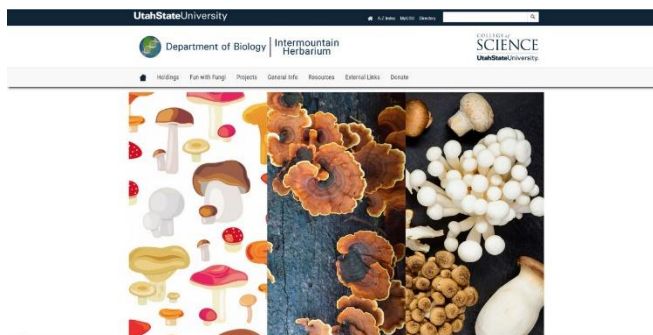 UtahStateUniversity
A-Z Index MyUSU Directory
Department of Biology
Intermountain
Herbarium
COLLEGE of
SCIENCE
UtahStateUniversity
Holdings Fun with Fungi Projects General Info Resources External Links Donate